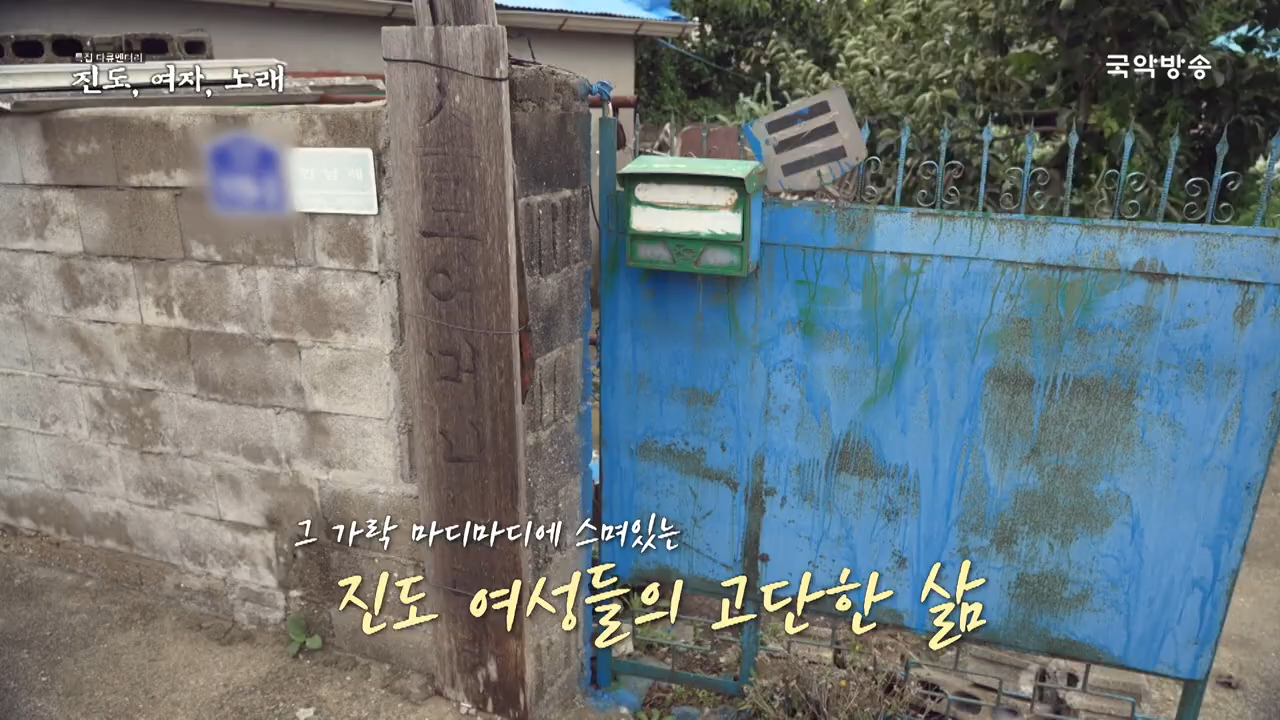 특집 다큐멘터리
진도, 여자, 노래
국악방송
그 가락 마디마디에 스며있는
진도 여성들의 고단한 삶